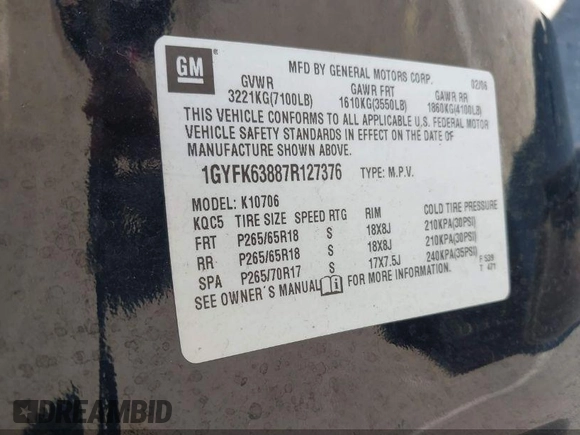 GM
MFD BY GENERAL MOTORS CORP. 02/06
GVWR GAWR FRT GAWR RR
3221KG(7100LB) 1610KG(3550LB) 1860KG(4100LB)
THIS VEHICLE CONFORMS TO ALL APPLICABLE U.S. FEDERAL MOTOR
VEHICLE SAFETY STANDARDS IN EFFECT ON THE DATE OF
MANUFACTURE SHOWN ABOVE.
1GYFK63887R127376 TYPE: M.P.V.
MODEL: K10706
KQC5 TIRE SIZE SPEED RTG RIM COLD TIRE PRESSURE
FRT P265/65R18 S 18X8J 210KPA(30PSI)
RR P265/65R18 S 18X8J 210KPA(30PSI)
SPA P265/70R17 S 17X7.5J 240KPA(35PSI)
SEE OWNER'S MANUAL FOR MORE INFORMATION. T 471
DREAMBID